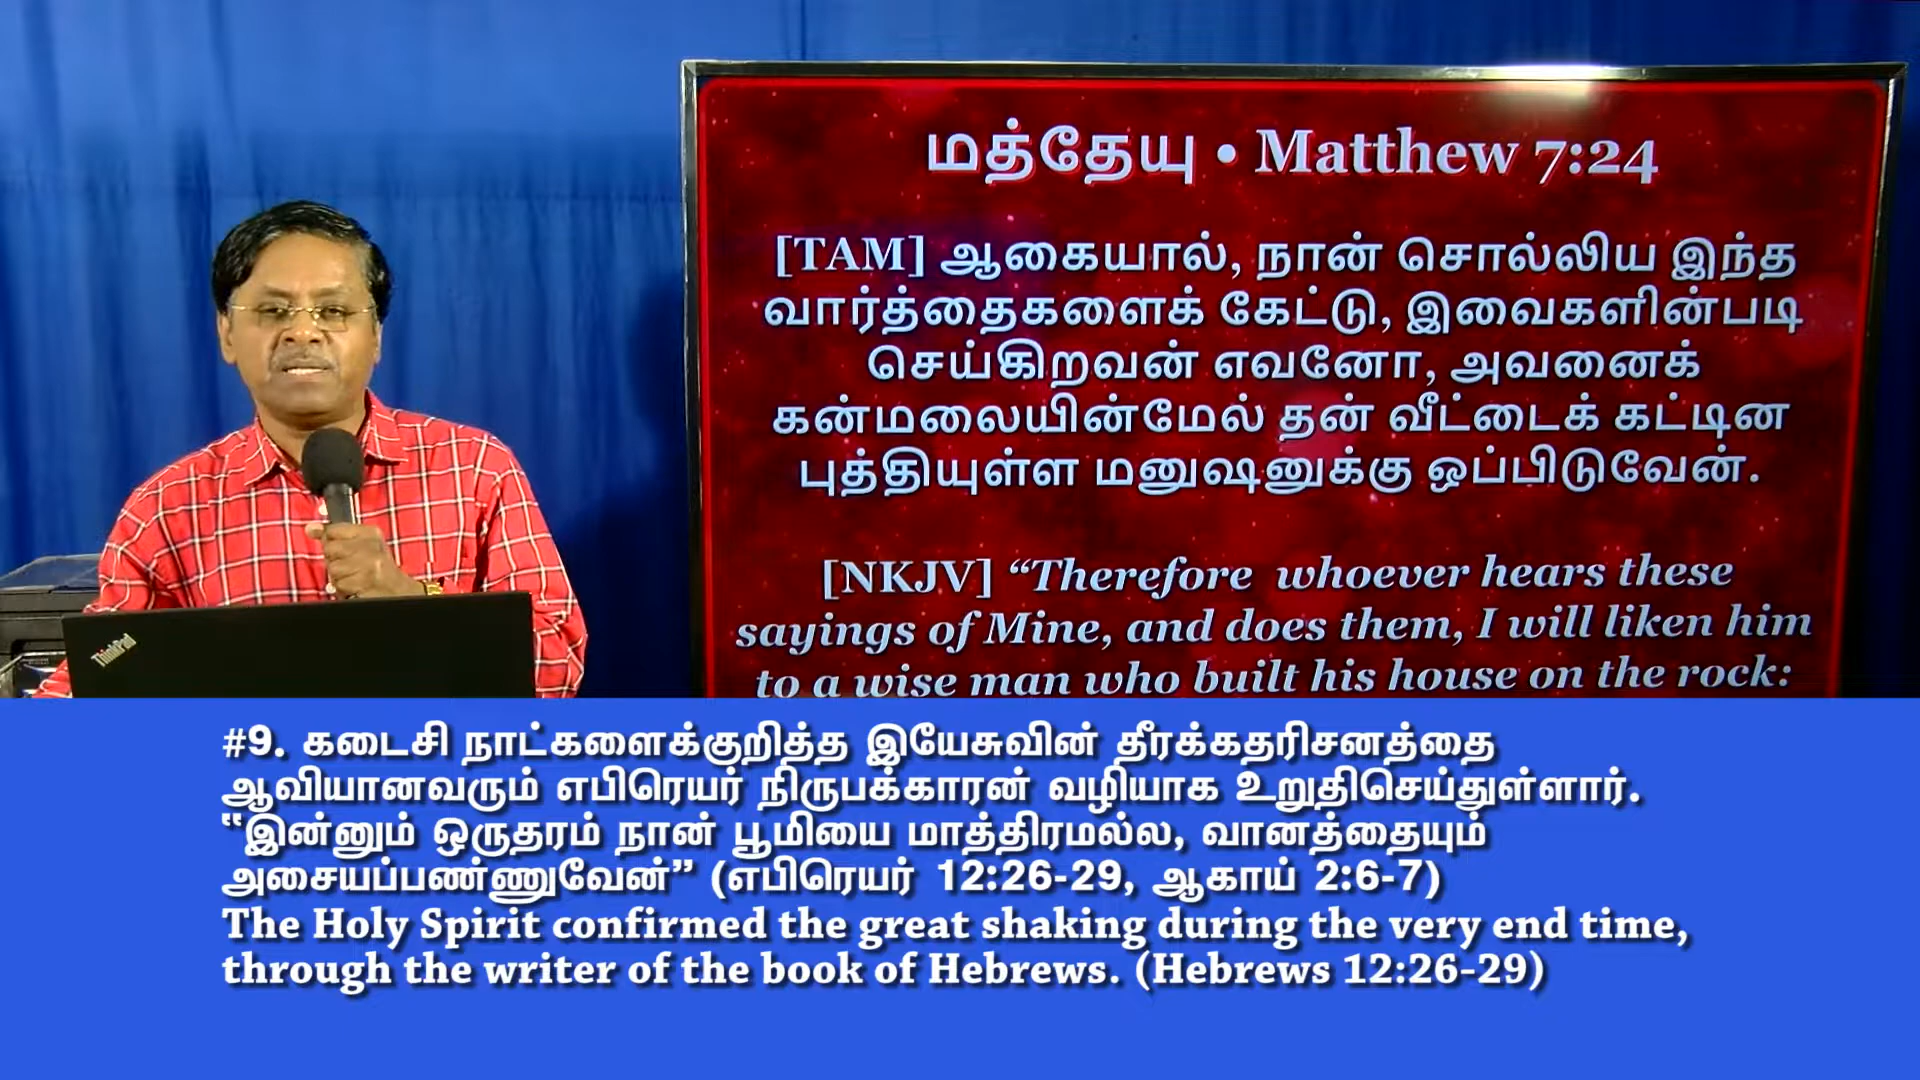 மத்தேயு • Matthew 7:24
[TAM] ஆகையால், நான் சொல்லிய இந்த
வார்த்தைகளைக் கேட்டு, இவைகளின்படி
செய்கிறவன் எவனோ, அவனைக்
கன்மலையின்மேல் தன் வீட்டைக் கட்டின
புத்தியுள்ள மனுஷனுக்கு ஒப்பிடுவேன்.
[NKJV] “Therefore whoever hears these
sayings of Mine, and does them, I will liken him
to a wise man who built his house on the rock:
ThinkPad
#9. கடைசி நாட்களைக்குறித்த இயேசுவின் தீரக்கதரிசனத்தை
ஆவியானவரும் எபிரெயர் நிருபக்காரன் வழியாக உறுதிசெய்துள்ளார்.
“இன்னும் ஒருதரம் நான் பூமியை மாத்திரமல்ல, வானத்தையும்
அசையப்பண்ணுவேன்” (எபிரெயர் 12:26-29, ஆகாய் 2:6-7)
The Holy Spirit confirmed the great shaking during the very end time,
through the writer of the book of Hebrews. (Hebrews 12:26-29)